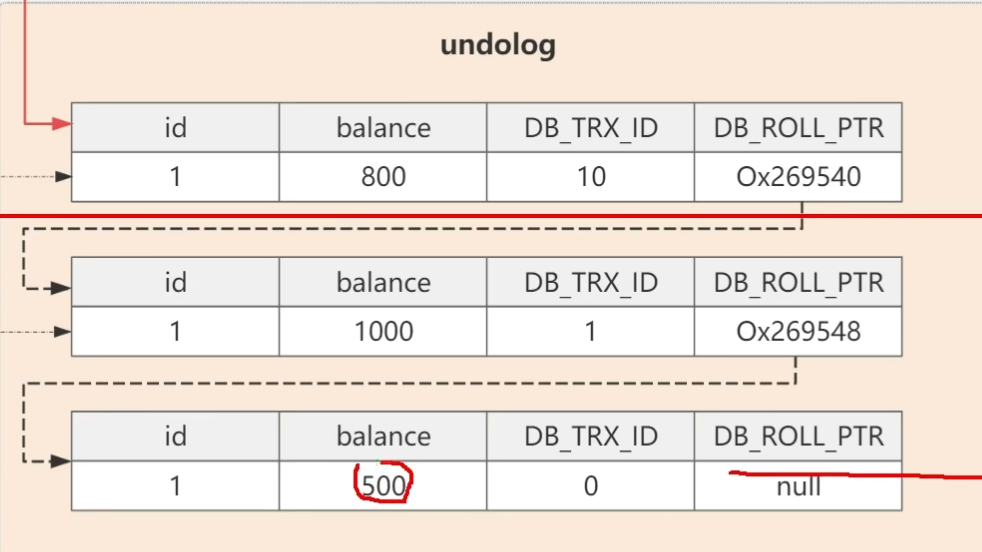 undolog
id balance DB_TRX_ID DB_ROLL_PTR
1 800 10 Ox269540
id balance DB_TRX_ID DB_ROLL_PTR
1 1000 1 Ox269548
id balance DB_TRX_ID DB_ROLL_PTR
1 500 0 null